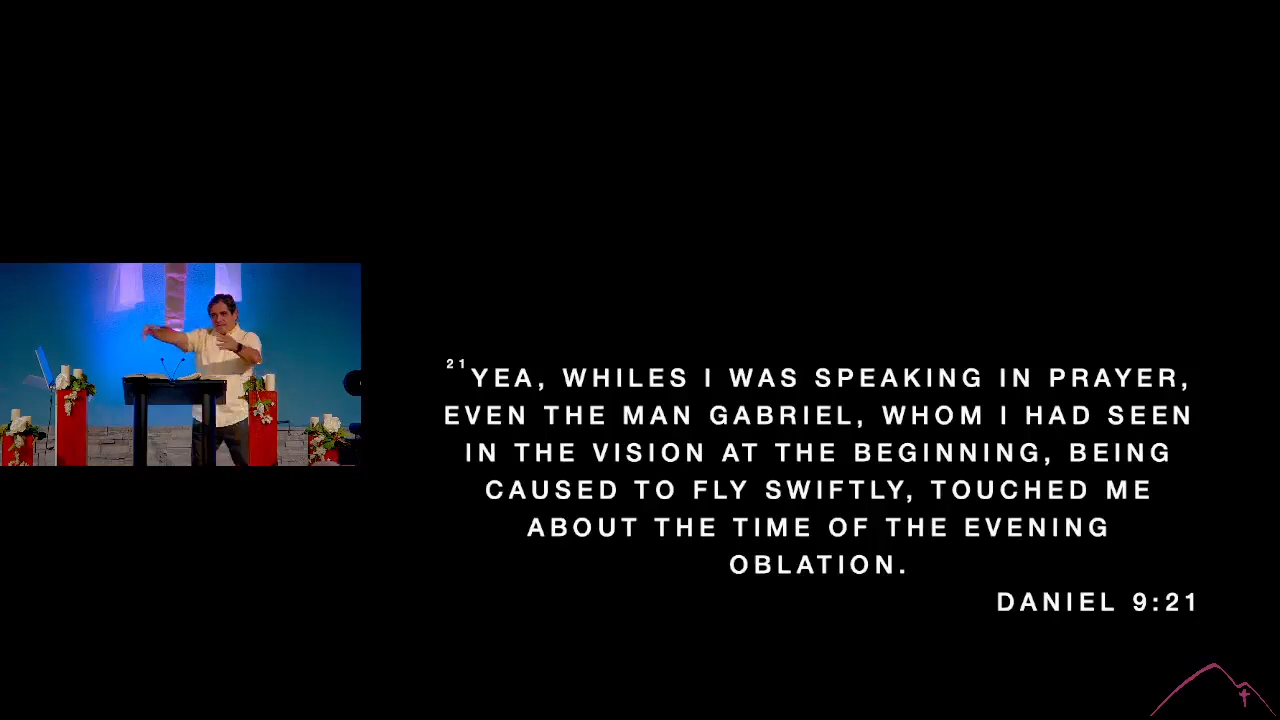 21YEA, WHILES I WAS SPEAKING IN PRAYER,
EVEN THE MAN GABRIEL, WHOM I HAD SEEN
IN THE VISION AT THE BEGINNING, BEING
CAUSED TO FLY SWIFTLY, TOUCHED ME
ABOUT THE TIME OF THE EVENING
OBLATION.
DANIEL 9:21